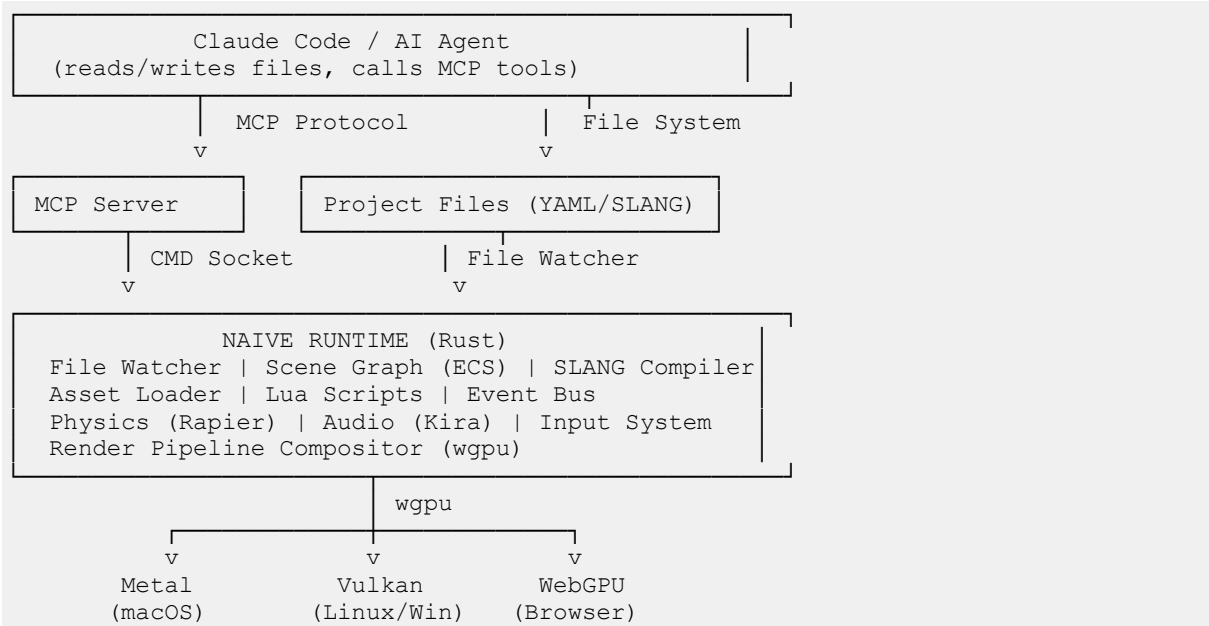 Claude Code / AI Agent
(reads/writes files, calls MCP tools)
MCP Protocol File System
v v
MCP Server Project Files (YAML/SLANG)
CMD Socket File Watcher
v v
NAIVE RUNTIME (Rust)
File Watcher | Scene Graph (ECS) | SLANG Compiler
Asset Loader | Lua Scripts | Event Bus
Physics (Rapier) | Audio (Kira) | Input System
Render Pipeline Compositor (wgpu)
wgpu
v v v
Metal Vulkan WebGPU
(macOS) (Linux/Win) (Browser)